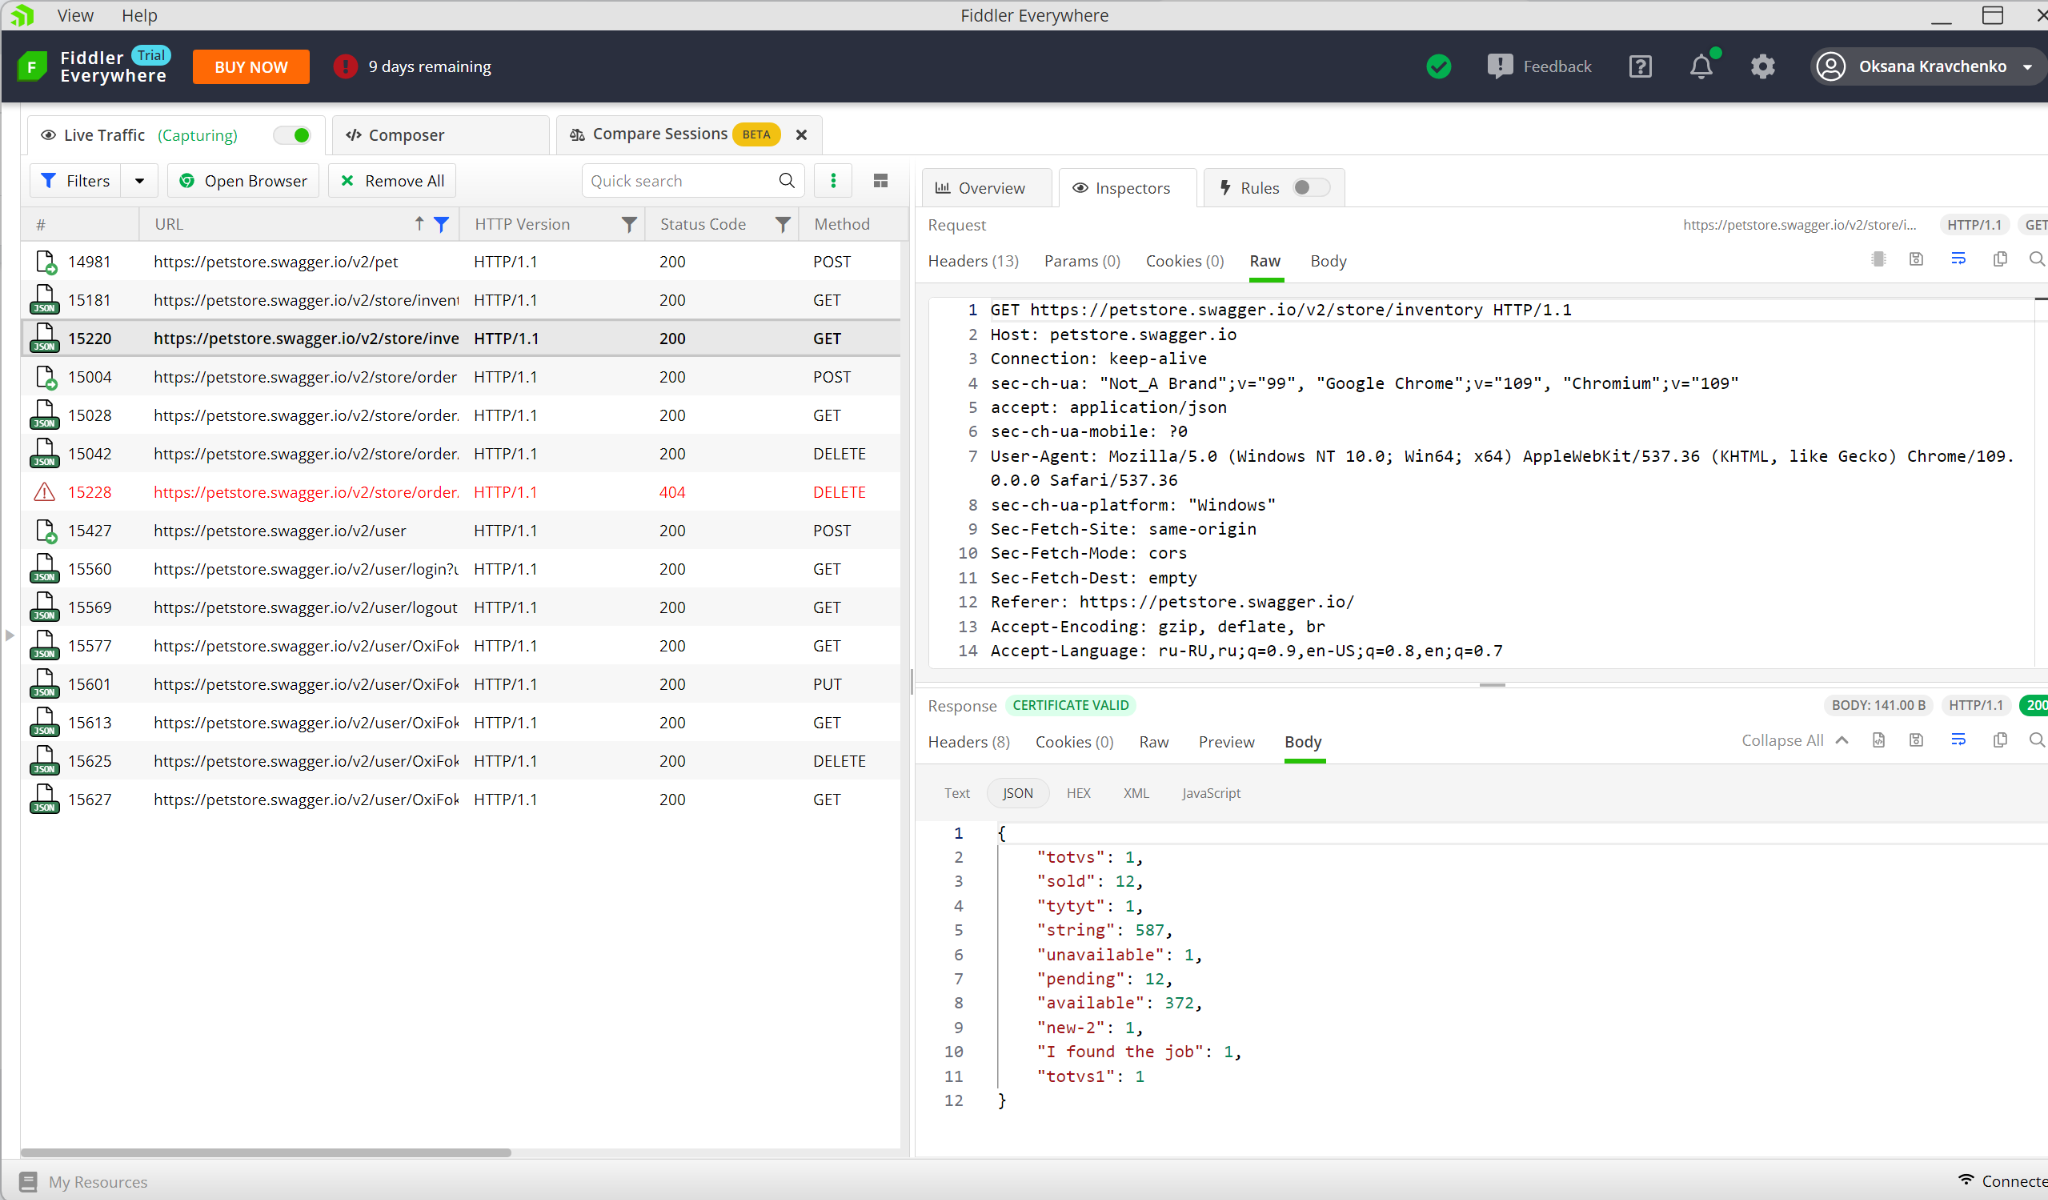 View Help Fiddler Everywhere
Fiddler Everywhere Trial BUY NOW 9 days remaining Feedback Oksana Kravchenko
Live Traffic (Capturing) Composer Compare Sessions BETA
Filters Open Browser Remove All Quick search
# URL HTTP Version Status Code Method
14981 https://petstore.swagger.io/v2/pet HTTP/1.1 200 POST
JSON 15181 https://petstore.swagger.io/v2/store/invent HTTP/1.1 200 GET
JSON 15220 https://petstore.swagger.io/v2/store/inve HTTP/1.1 200 GET
15004 https://petstore.swagger.io/v2/store/order HTTP/1.1 200 POST
JSON 15028 https://petstore.swagger.io/v2/store/order. HTTP/1.1 200 GET
JSON 15042 https://petstore.swagger.io/v2/store/order. HTTP/1.1 200 DELETE
15228 https://petstore.swagger.io/v2/store/order. HTTP/1.1 404 DELETE
15427 https://petstore.swagger.io/v2/user HTTP/1.1 200 POST
JSON 15560 https://petstore.swagger.io/v2/user/login?u HTTP/1.1 200 GET
JSON 15569 https://petstore.swagger.io/v2/user/logout HTTP/1.1 200 GET
JSON 15577 https://petstore.swagger.io/v2/user/OxiFok HTTP/1.1 200 GET
JSON 15601 https://petstore.swagger.io/v2/user/OxiFok HTTP/1.1 200 PUT
JSON 15613 https://petstore.swagger.io/v2/user/OxiFok HTTP/1.1 200 GET
JSON 15625 https://petstore.swagger.io/v2/user/OxiFok HTTP/1.1 200 DELETE
JSON 15627 https://petstore.swagger.io/v2/user/OxiFok HTTP/1.1 200 GET
Overview Inspectors Rules
Request https://petstore.swagger.io/v2/store/i... HTTP/1.1 GET
Headers (13) Params (0) Cookies (0) Raw Body
1 GET https://petstore.swagger.io/v2/store/inventory HTTP/1.1
2 Host: petstore.swagger.io
3 Connection: keep-alive
4 sec-ch-ua: "Not_A Brand";v="99", "Google Chrome";v="109", "Chromium";v="109"
5 accept: application/json
6 sec-ch-ua-mobile: ?0
7 User-Agent: Mozilla/5.0 (Windows NT 10.0; Win64; x64) AppleWebKit/537.36 (KHTML, like Gecko) Chrome/109.
0.0.0 Safari/537.36
8 sec-ch-ua-platform: "Windows"
9 Sec-Fetch-Site: same-origin
10 Sec-Fetch-Mode: cors
11 Sec-Fetch-Dest: empty
12 Referer: https://petstore.swagger.io/
13 Accept-Encoding: gzip, deflate, br
14 Accept-Language: ru-RU,ru;q=0.9,en-US;q=0.8,en;q=0.7
Response CERTIFICATE VALID BODY: 141.00 B HTTP/1.1 200
Headers (8) Cookies (0) Raw Preview Body Collapse All
Text JSON HEX XML JavaScript
1 {
2 "totvs": 1,
3 "sold": 12,
4 "tytyt": 1,
5 "string": 587,
6 "unavailable": 1,
7 "pending": 12,
8 "available": 372,
9 "new-2": 1,
10 "I found the job": 1,
11 "totvs1": 1
12 }
My Resources Connecte